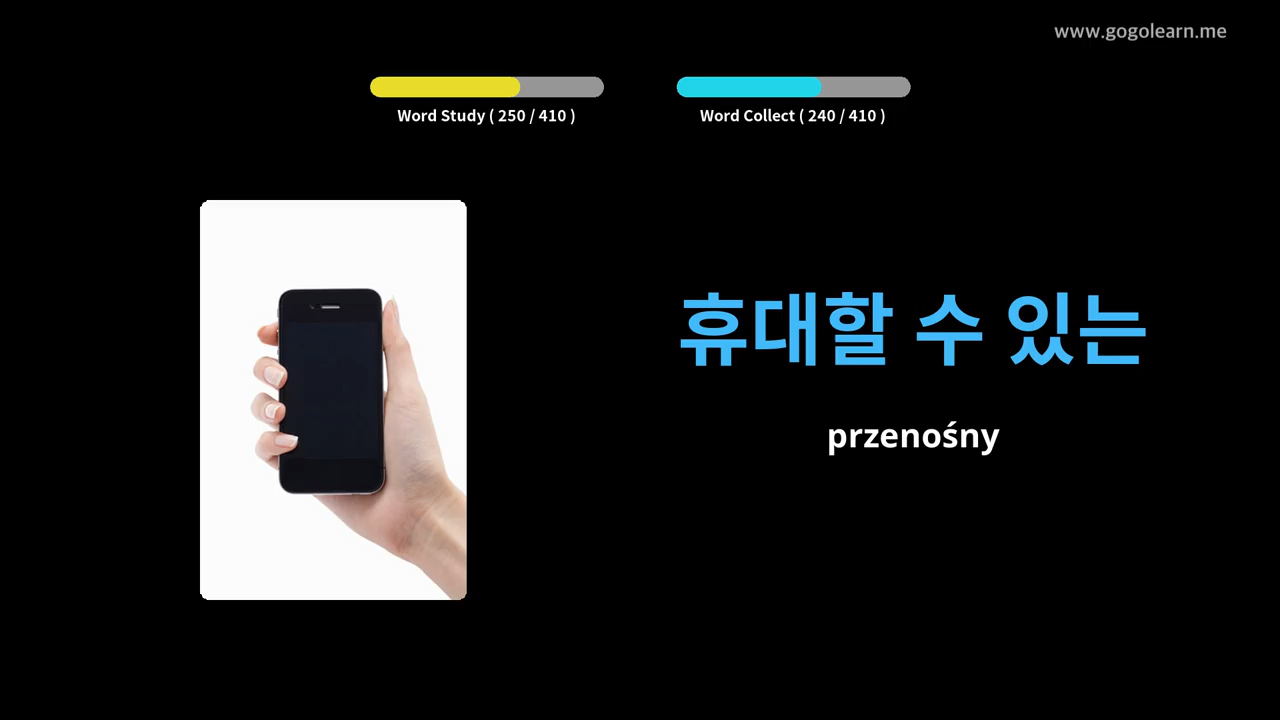 www.gogolearn.me
Word Study ( 250 / 410 )
Word Collect ( 240 / 410 )
휴대할 수 있는
przenośny